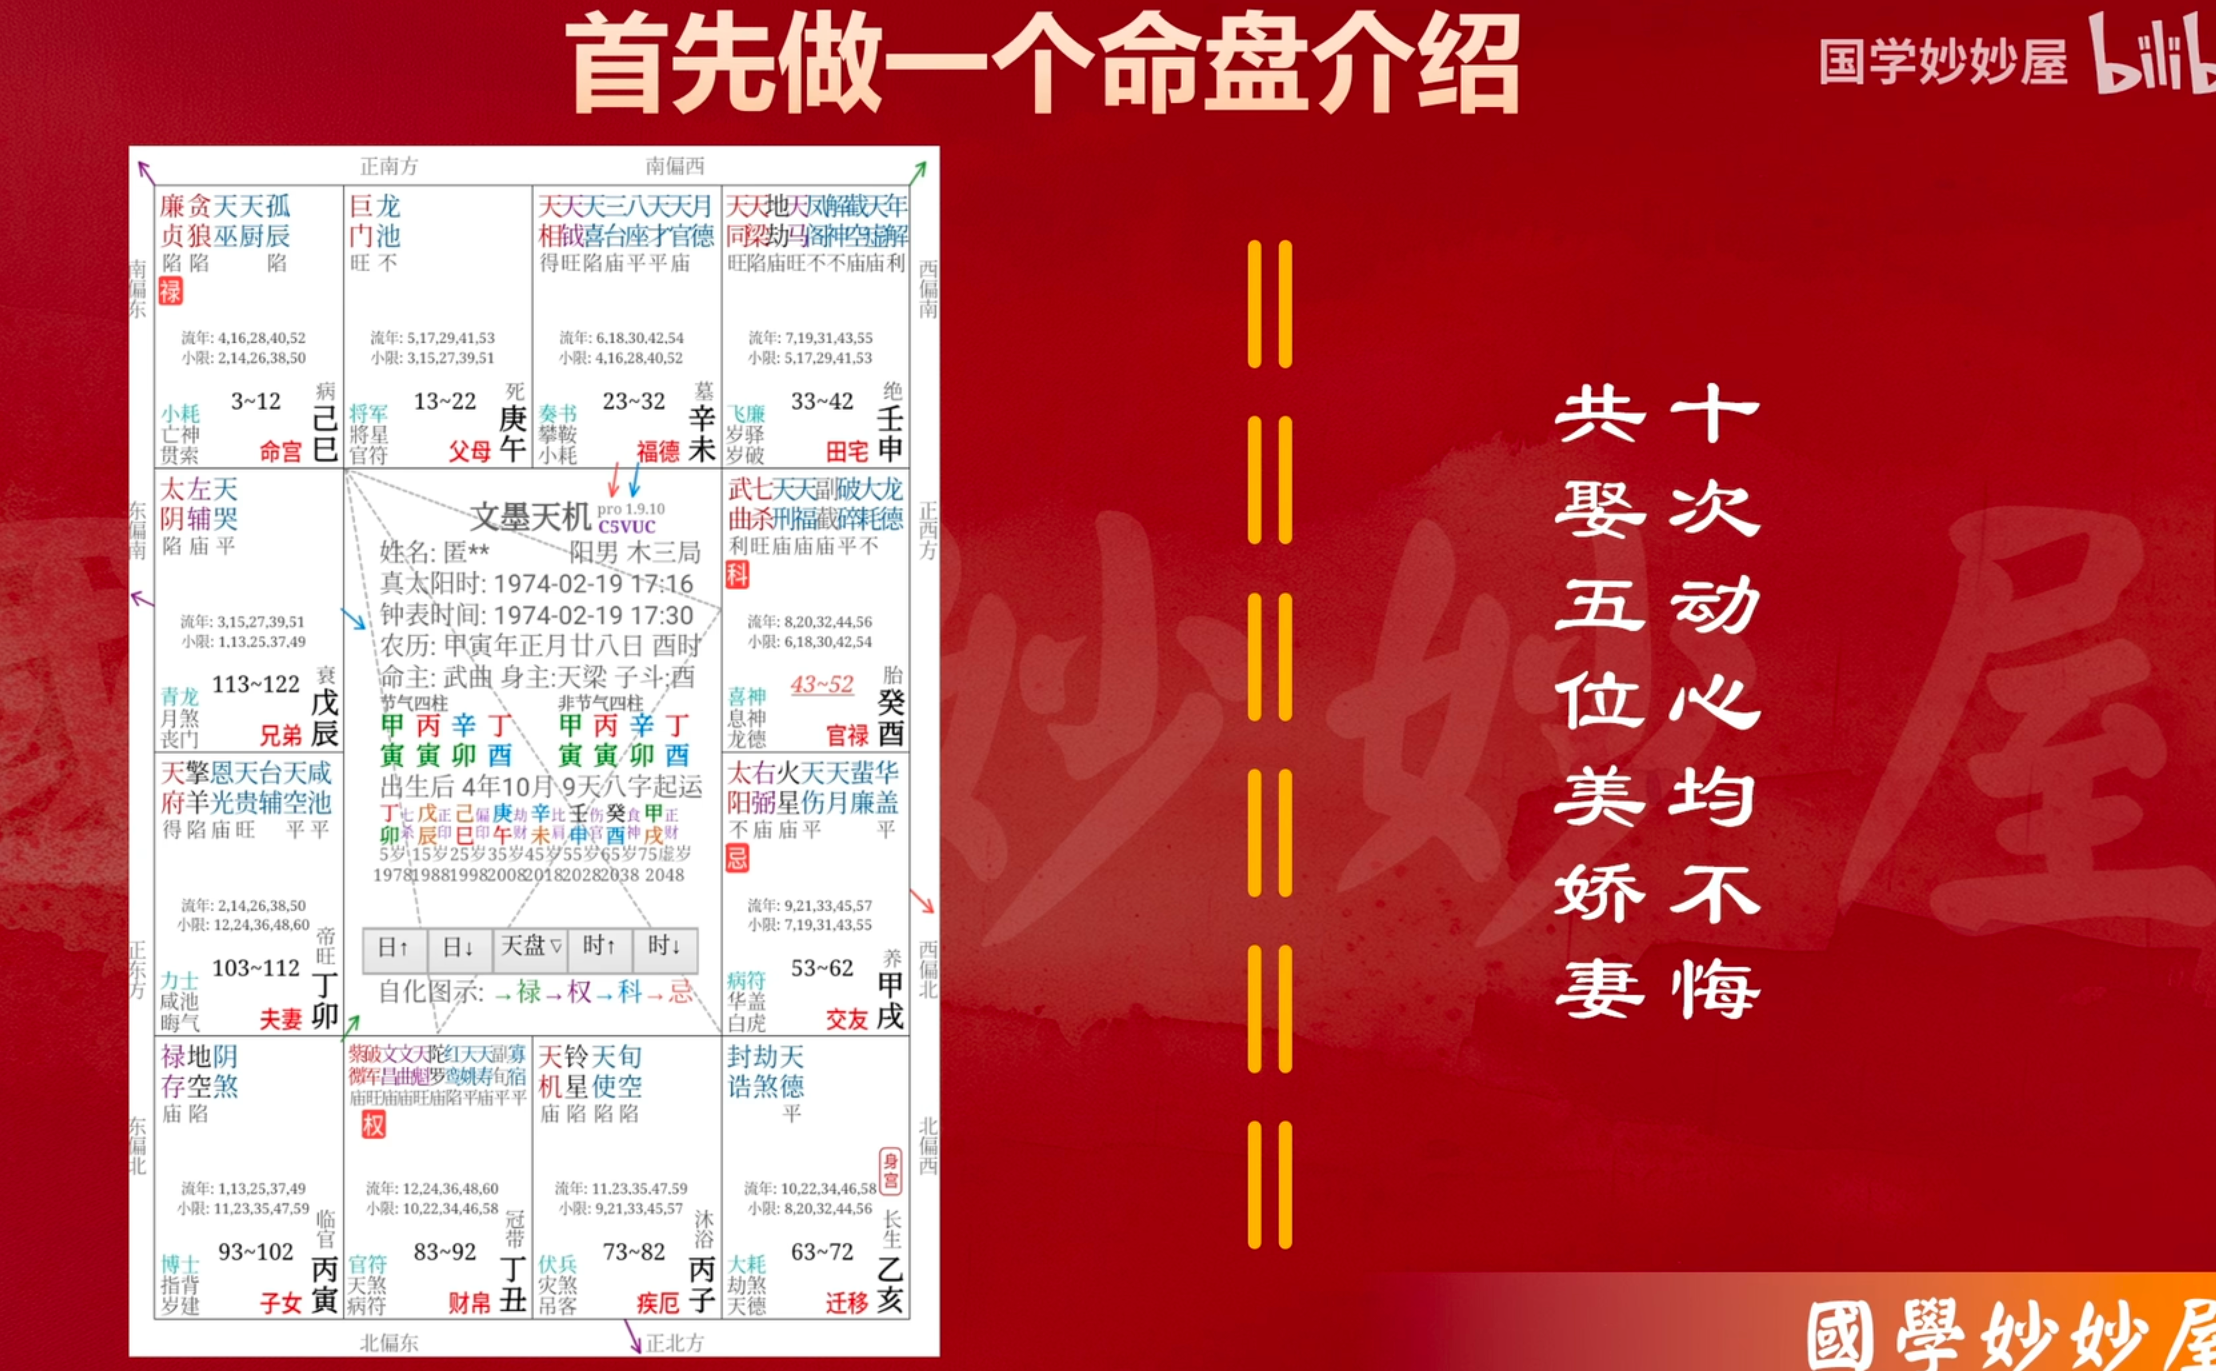 首先做一个命盘介绍
国学妙妙屋
正南方
南偏西
南偏东
西偏南
廉贪天天孤
贞狼巫厨辰
陷陷 陷
禄
流年: 4,16,28,40,52
小限: 2,14,26,38,50
3~12
病
小耗
亡神
贯索
命宫
己巳
巨龙
门池
旺不
流年: 5,17,29,41,53
小限: 3,15,27,39,51
13~22
死
将军
將星
官符
父母
庚午
天天天三八天天月
相钺喜台座才官德
得旺陷庙平平庙
流年: 6,18,30,42,54
小限: 4,16,28,40,52
23~32
墓
奏书
攀鞍
小耗
福德
辛未
天天地天凤解截天年
同梁劫马阁神空虚解
旺陷庙旺不不庙庙利
流年: 7,19,31,43,55
小限: 5,17,29,41,53
33~42
绝
飞廉
岁驿
岁破
田宅
壬申
东偏南
正西方
太左天
阴辅哭
陷庙平
流年: 3,15,27,39,51
小限: 1,13,25,37,49
113~122
衰
青龙
月煞
丧门
兄弟
戊辰
文墨天机
pro 1.9.10
C5VUC
姓名: 匿**  阳男 木三局
真太阳时: 1974-02-19 17:16
钟表时间: 1974-02-19 17:30
农历: 甲寅年正月廿八日 酉时
命主: 武曲 身主:天梁 子斗:酉
节气四柱 非节气四柱
甲丙辛丁 甲丙辛丁
寅寅卯酉 寅寅卯酉
出生后 4年10月 9天八字起运
丁七戊正己偏庚劫辛比壬伤癸食甲正
卯杀辰印巳印午财未肩申官酉神戌财
5岁15岁25岁35岁45岁55岁65岁75虚岁
19781988199820082018202820382048
日↑ 日↓ 天盘▽ 时↑ 时↓
自化图示: →禄→权→科→忌
武七天天副破大龙
曲杀刑福截碎耗德
利旺庙庙庙平不
科
流年: 8,20,32,44,56
小限: 6,18,30,42,54
43~52
胎
喜神
息神
龙德
官禄
癸酉
正东方
西偏北
天擎恩天台天咸
府羊光贵辅空池
得陷庙旺 平平
流年: 2,14,26,38,50
小限: 12,24,36,48,60
103~112
帝旺
力士
咸池
晦气
夫妻
丁卯
太右火天天蜚华
阳弼星伤月廉盖
不庙庙平 平
忌
流年: 9,21,33,45,57
小限: 7,19,31,43,55
53~62
养
病符
华盖
白虎
交友
甲戌
东偏北
北偏西
禄地阴
存空煞
庙陷
流年: 1,13,25,37,49
小限: 11,23,35,47,59
93~102
临官
博士
指背
岁建
子女
丙寅
紫破文文天陀红天天副寡
微军昌曲魁罗鸾姚寿旬宿
庙旺庙庙旺庙陷平庙平平
权
流年: 12,24,36,48,60
小限: 10,22,34,46,58
83~92
冠带
官符
天煞
病符
财帛
丁丑
天铃天旬
机星使空
庙陷陷陷
流年: 11,23,35,47,59
小限: 9,21,33,45,57
73~82
沐浴
伏兵
灾煞
吊客
疾厄
丙子
封劫天
诰煞德
平
身宫
流年: 10,22,34,46,58
小限: 8,20,32,44,56
63~72
长生
大耗
劫煞
天德
迁移
乙亥
北偏东
正北方
十次动心均不悔
共娶五位美娇妻
妙妙屋
國學妙妙屋